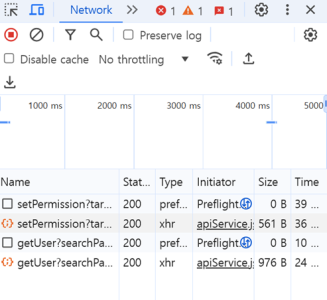 Network 1 1 1
Preserve log
Disable cache No throttling
1000 ms 2000 ms 3000 ms 4000 ms 5000
Name Stat... Type Initiator Size Time
setPermission?tar... 200 pref... Preflight 0 B 39 ...
setPermission?tar... 200 xhr apiService.js 561 B 36 ...
getUser?searchPa... 200 pref... Preflight 0 B 10 ...
getUser?searchPa... 200 xhr apiService.js 976 B 24 ...